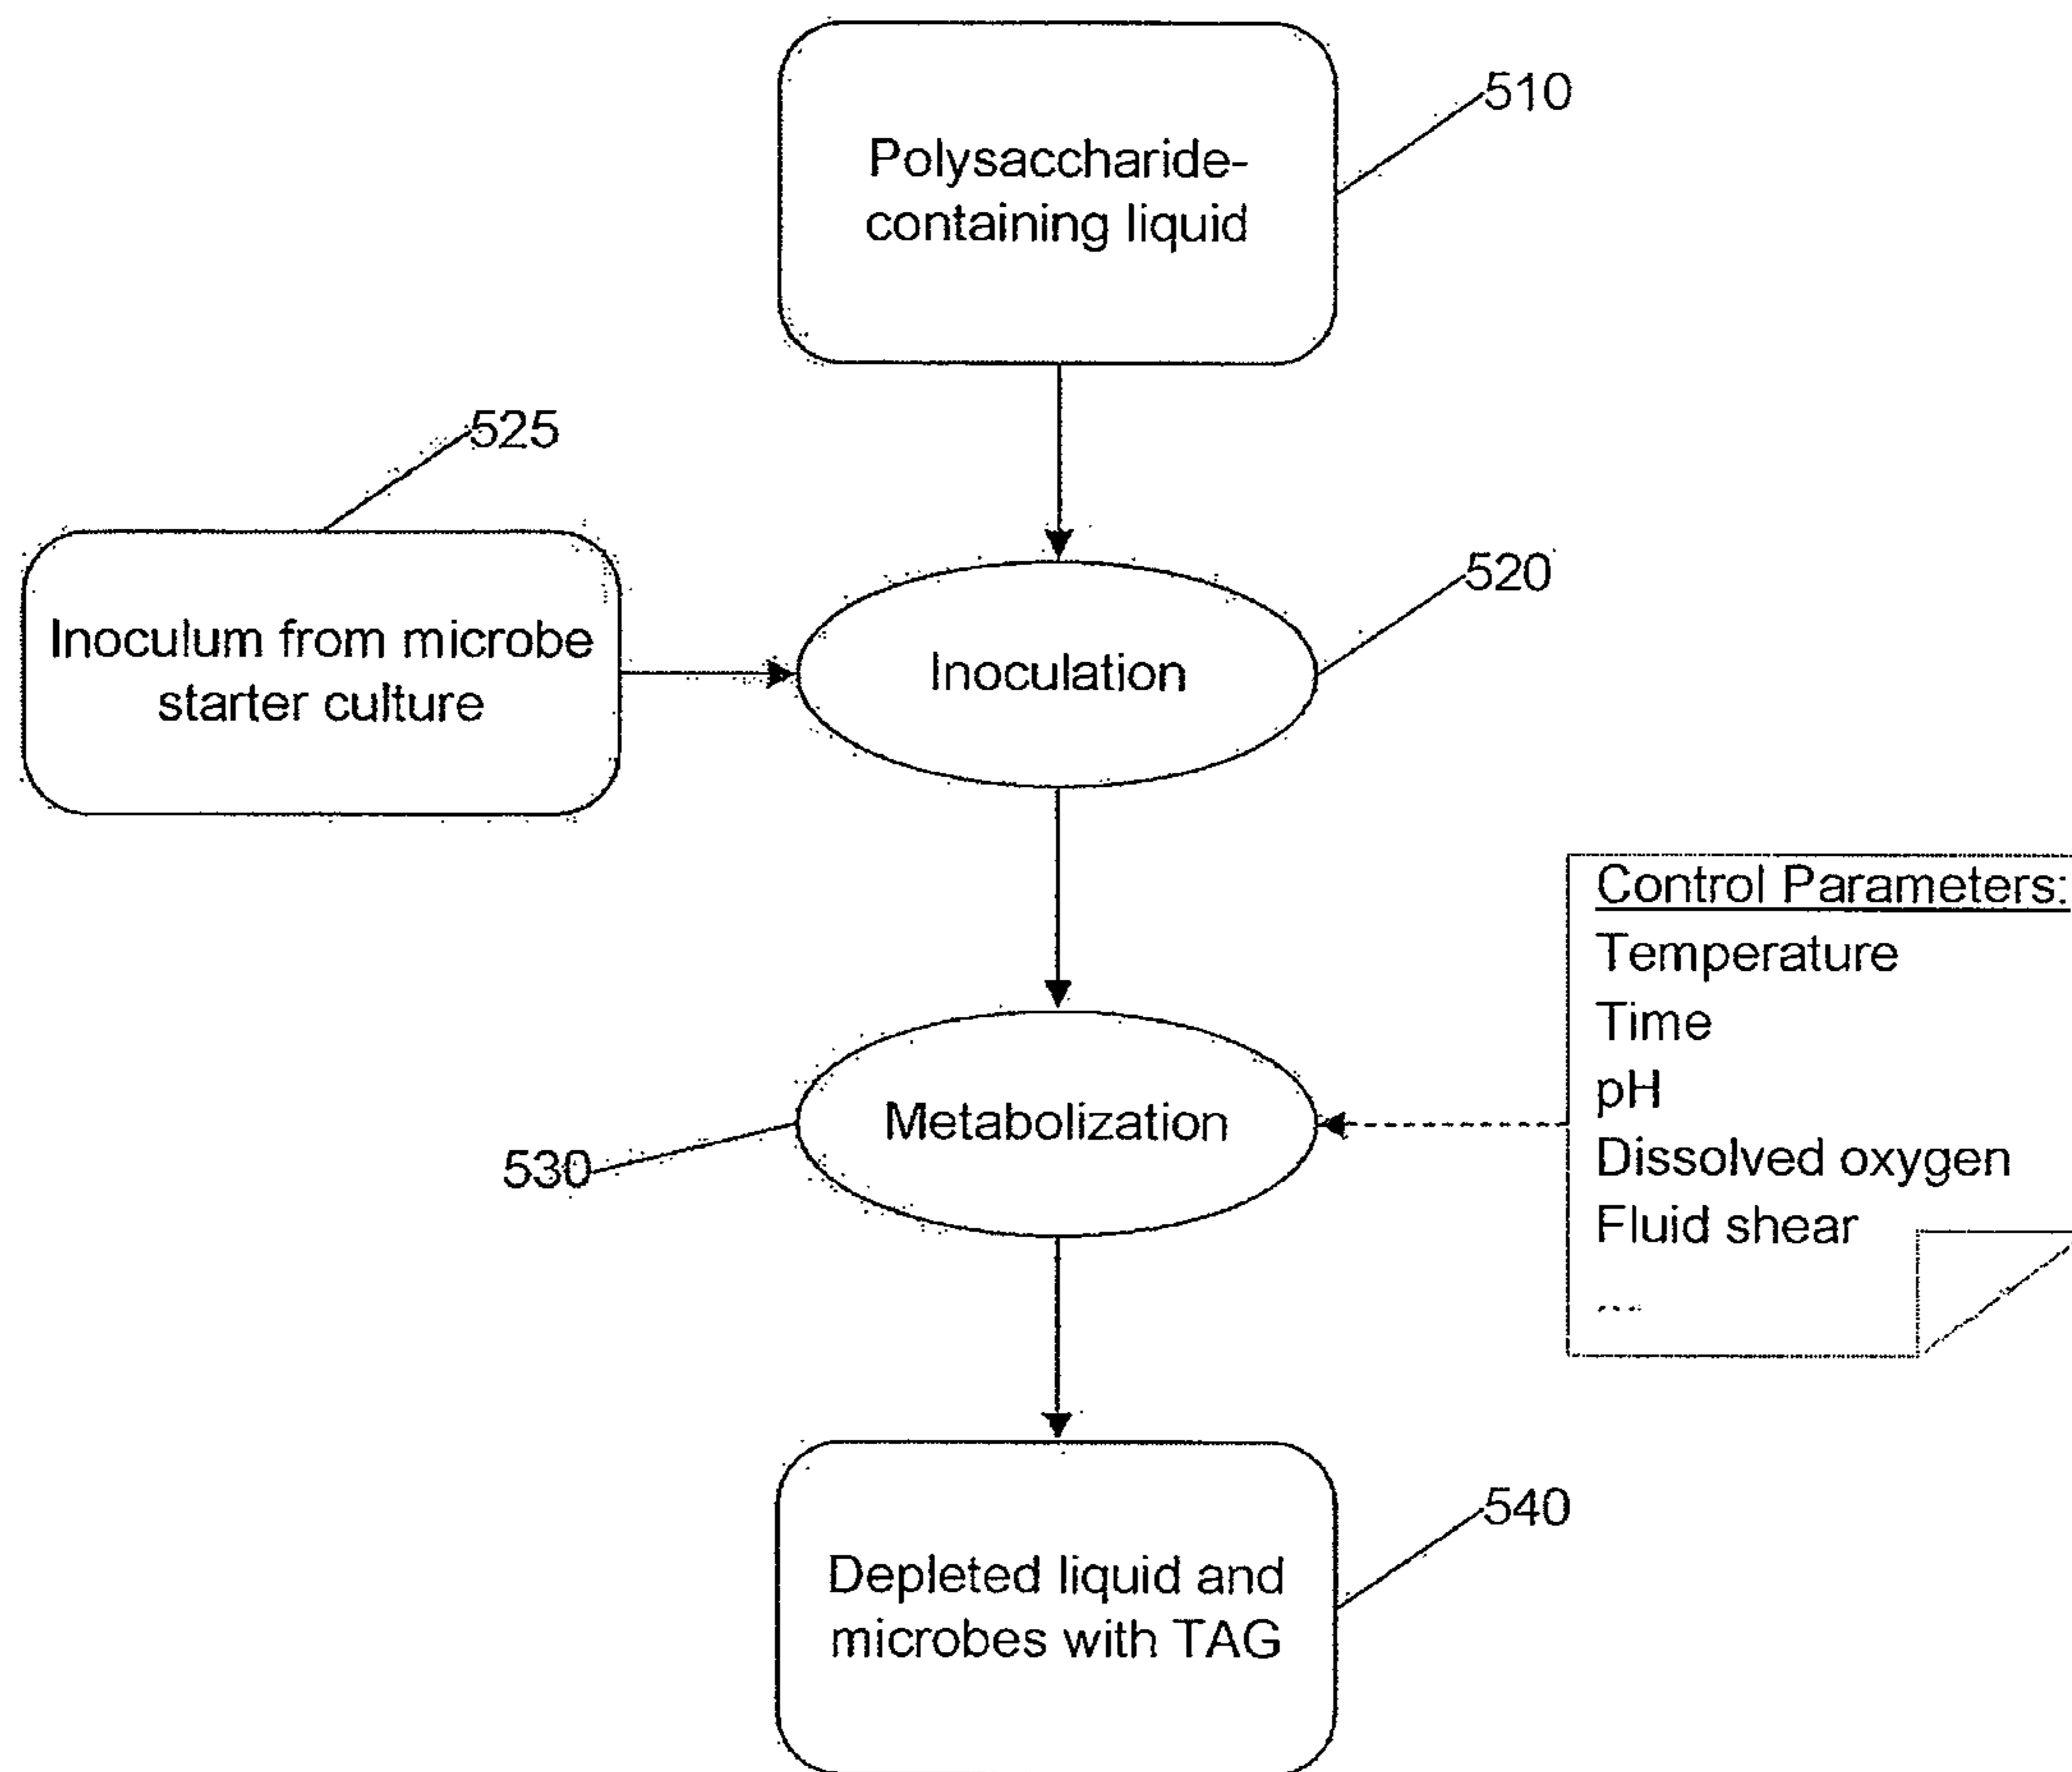 510
Polysaccharide-
containing liquid
525
520
Inoculum from microbe
starter culture
Inoculation
Control Parameters:
Temperature
Time
pH
Dissolved oxygen
Fluid shear
....
Metabolization
530
540
Depleted liquid and
microbes with TAG